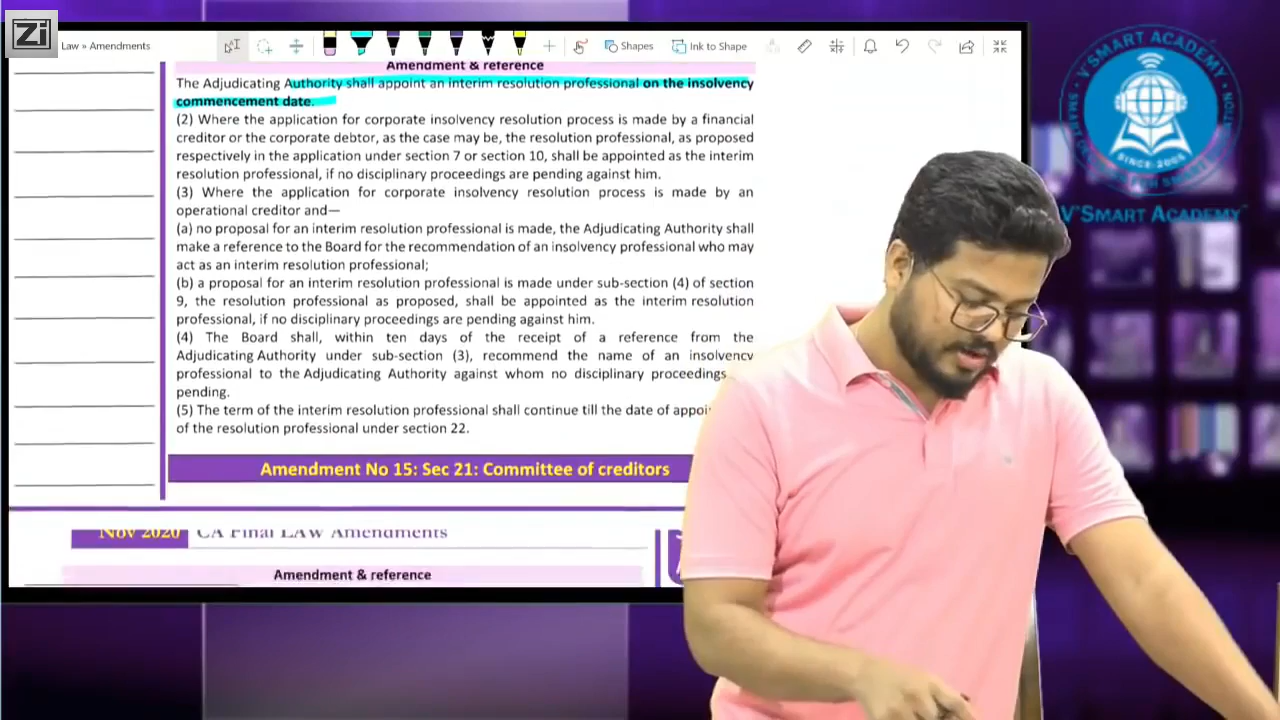 Zi
Law » Amendments
Shapes
Ink to Shape
Amendment & reference
The Adjudicating Authority shall appoint an interim resolution professional on the insolvency
commencement date.
(2) Where the application for corporate insolvency resolution process is made by a financial
creditor or the corporate debtor, as the case may be, the resolution professional, as proposed
respectively in the application under section 7 or section 10, shall be appointed as the interim
resolution professional, if no disciplinary proceedings are pending against him.
(3) Where the application for corporate insolvency resolution process is made by an
operational creditor and—
(a) no proposal for an interim resolution professional is made, the Adjudicating Authority shall
make a reference to the Board for the recommendation of an insolvency professional who may
act as an interim resolution professional;
(b) a proposal for an interim resolution professional is made under sub-section (4) of section
9, the resolution professional as proposed, shall be appointed as the interim resolution
professional, if no disciplinary proceedings are pending against him.
(4) The Board shall, within ten days of the receipt of a reference from the
Adjudicating Authority under sub-section (3), recommend the name of an insolvency
professional to the Adjudicating Authority against whom no disciplinary proceedings
pending.
(5) The term of the interim resolution professional shall continue till the date of
of the resolution professional under section 22.
Amendment No 15: Sec 21: Committee of creditors
Nov 2020 CA Final LAW Amendments
Amendment & reference
V'SMART ACADEMY
SINCE-2004
V'SMART ACADEMY